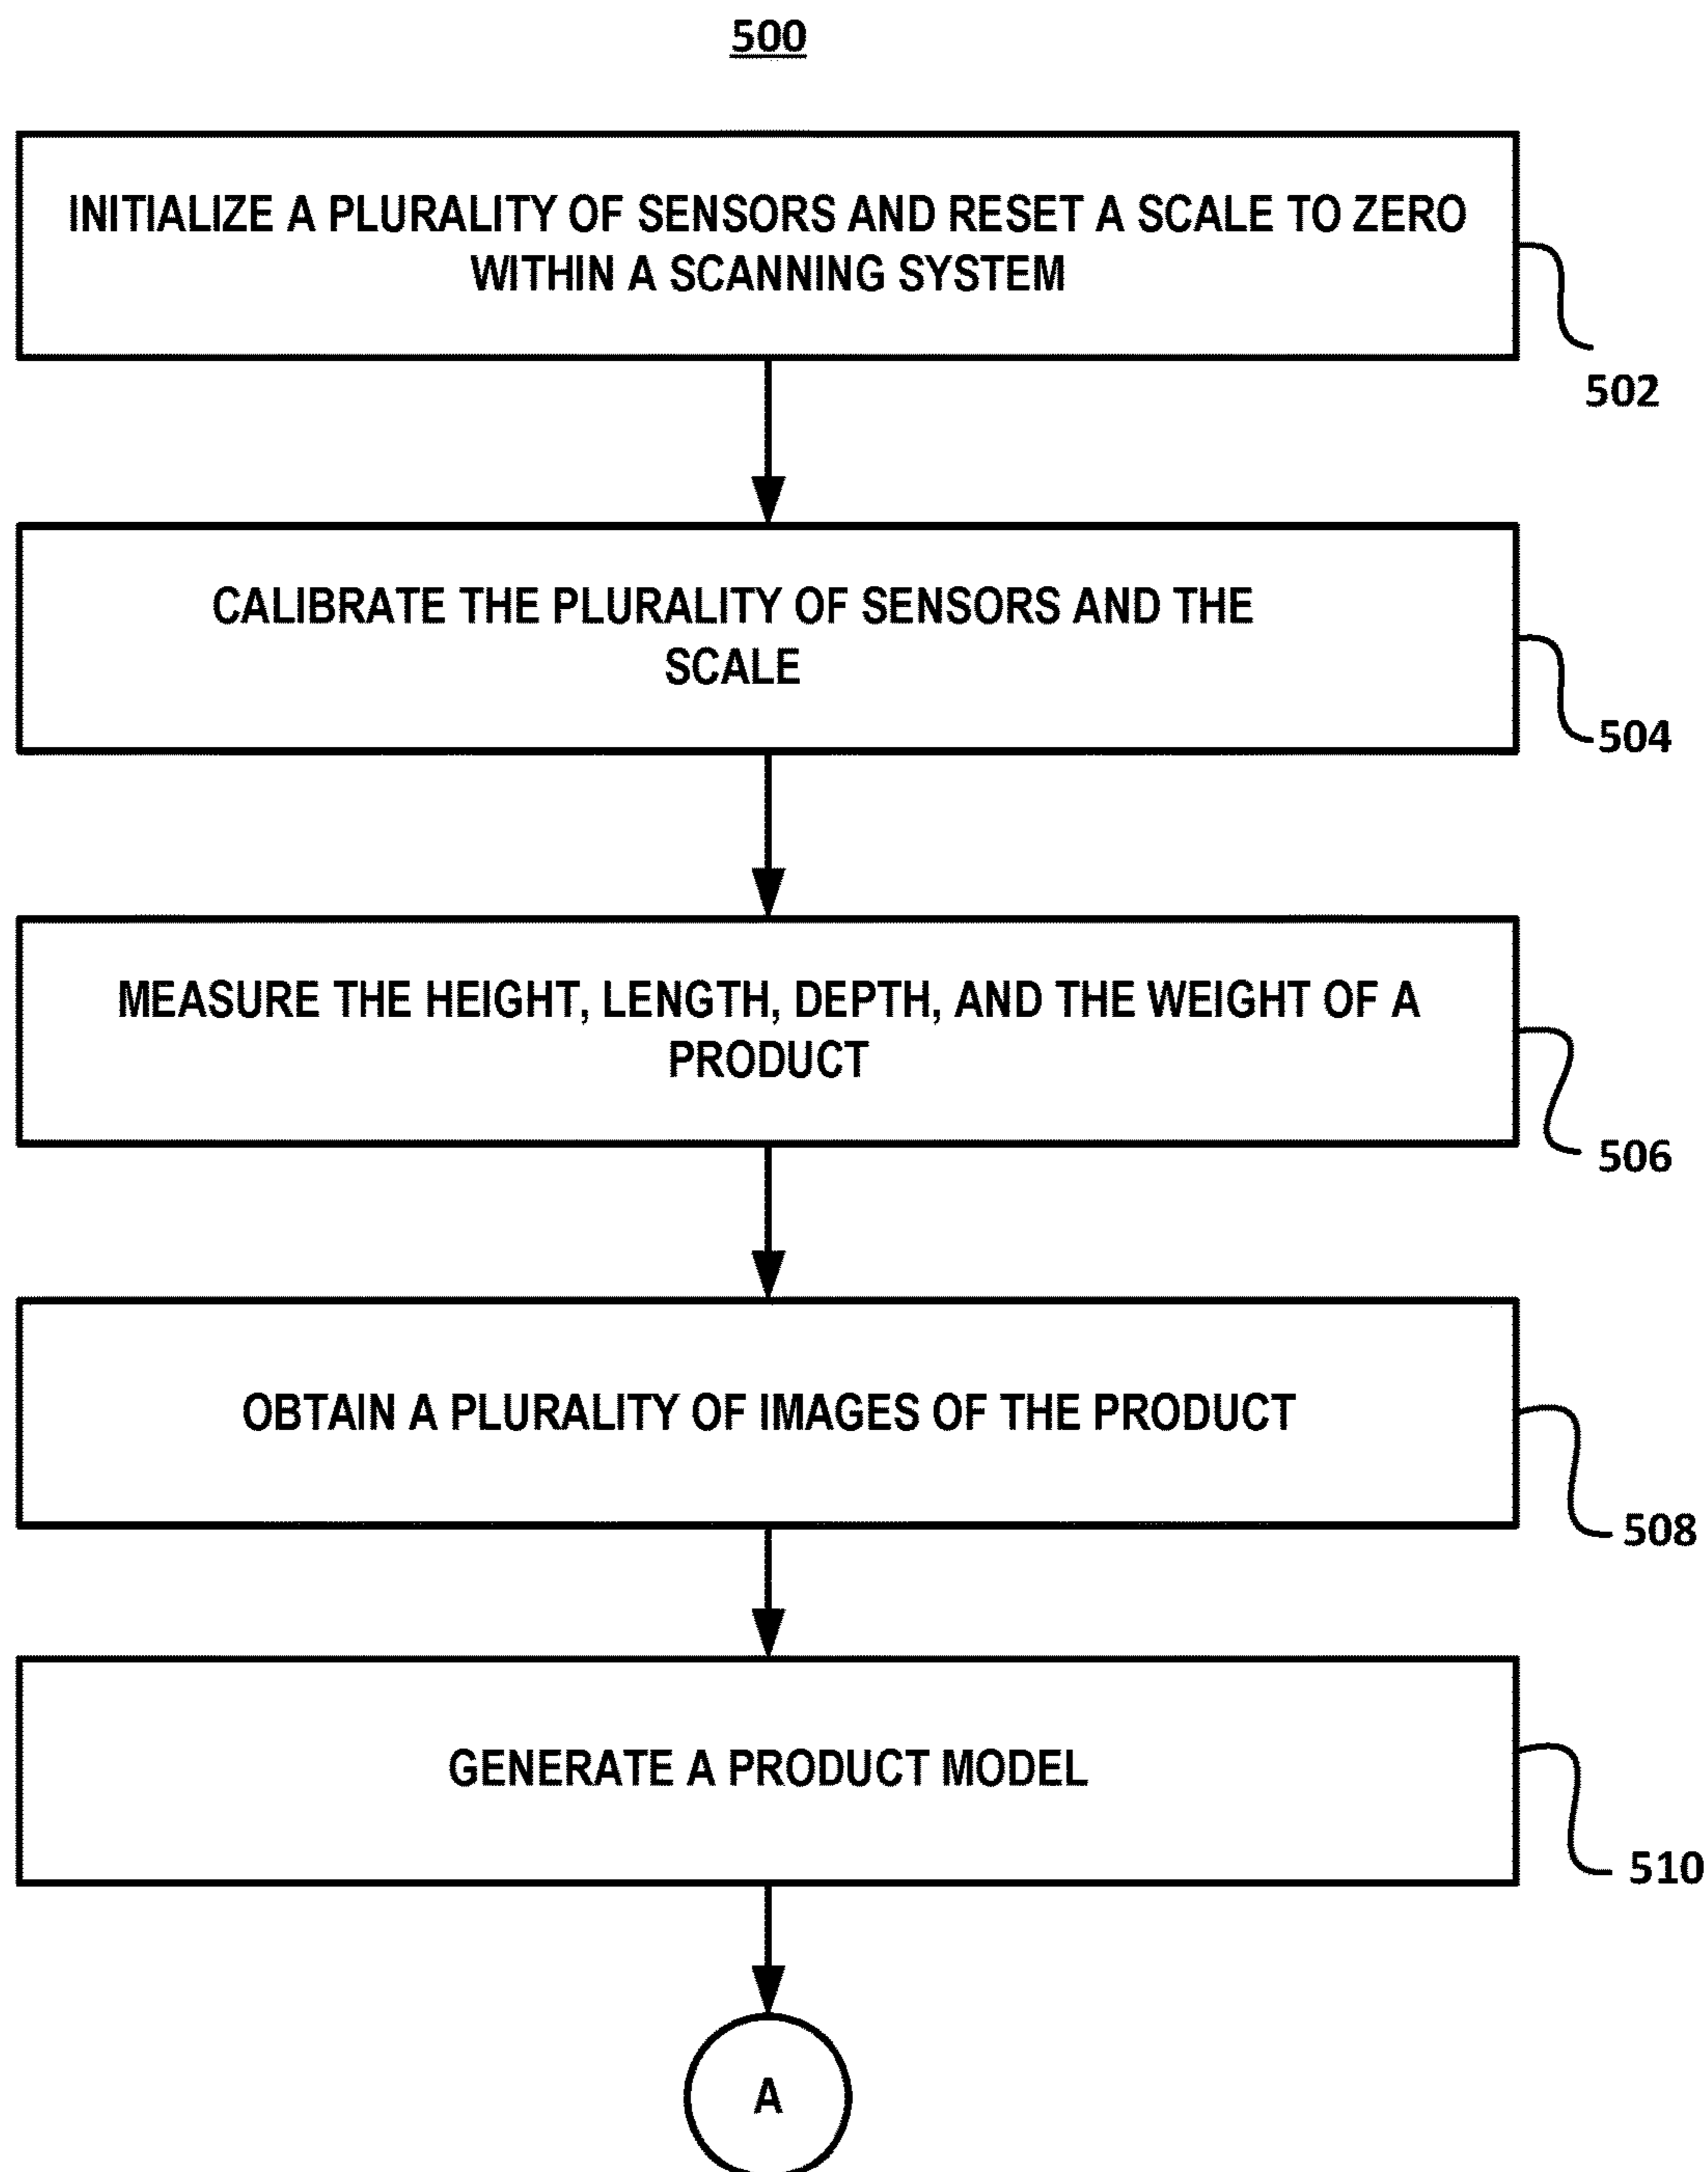 500
INITIALIZE A PLURALITY OF SENSORS AND RESET A SCALE TO ZERO
WITHIN A SCANNING SYSTEM
502
CALIBRATE THE PLURALITY OF SENSORS AND THE
SCALE
504
MEASURE THE HEIGHT, LENGTH, DEPTH, AND THE WEIGHT OF A
PRODUCT
506
OBTAIN A PLURALITY OF IMAGES OF THE PRODUCT
508
GENERATE A PRODUCT MODEL
510
A